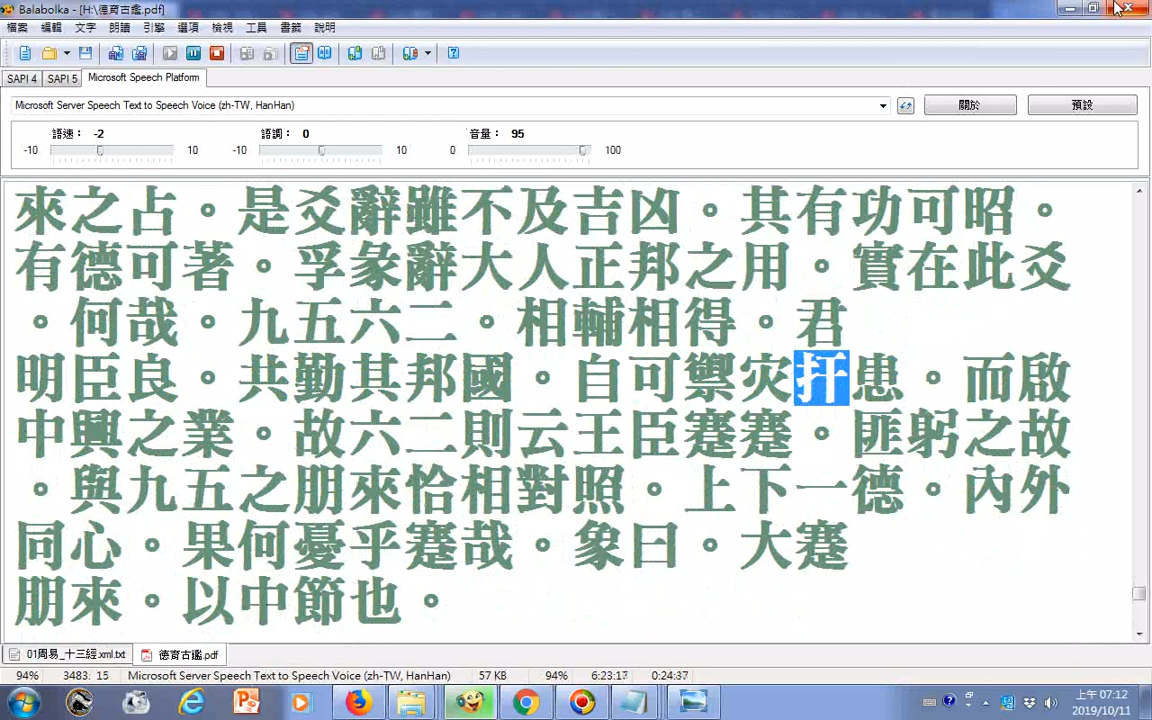 Balabolka - [H:\德育古鑑.pdf]
檔案 編輯 文字 朗讀 引擎 選項 檢視 工具 書籤 說明
SAPI 4 SAPI 5 Microsoft Speech Platform
Microsoft Server Speech Text to Speech Voice (zh-TW, HanHan) 關於 預設
語速： -2 語調： 0 音量： 95
-10 10 -10 10 0 100
來之占。是爻辭雖不及吉凶。其有功可昭。
有德可著。孚彖辭大人正邦之用。實在此爻
。何哉。九五六二。相輔相得。君
明臣良。共勤其邦國。自可禦灾扞患。而啟
中興之業。故六二則云王臣蹇蹇。匪躬之故
。與九五之朋來恰相對照。上下一德。內外
同心。果何憂乎蹇哉。象曰。大蹇
朋來。以中節也。
01周易_十三經.xml.txt 德育古鑑.pdf
94% 3483: 15 Microsoft Server Speech Text to Speech Voice (zh-TW, HanHan) 57 KB 94% 6:23:17 0:24:37
上午 07:12
2019/10/11